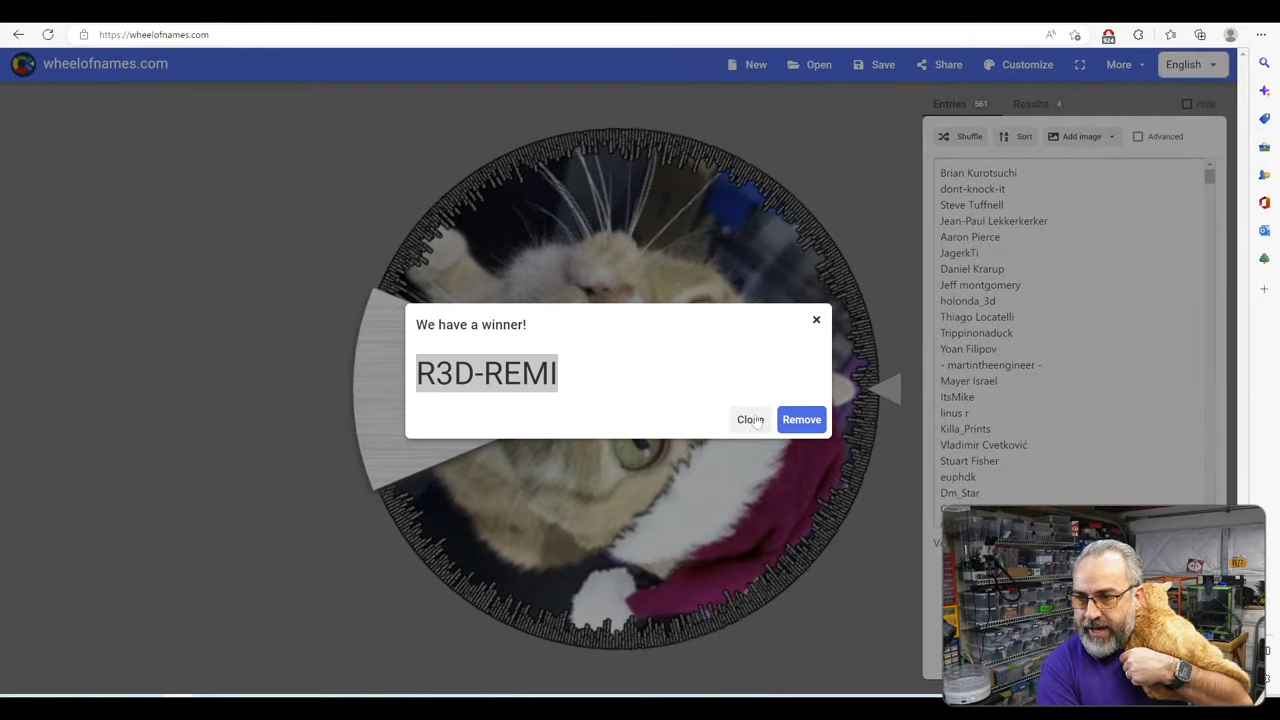 https://wheelofnames.com
924
wheelofnames.com
New
Open
Save
Share
Customize
More
English
Entries 561
Results 4
Hide
Shuffle
Sort
Add image
Advanced
Brian Kurotsuchi
dont-knock-it
Steve Tuffnell
Jean-Paul Lekkerkerker
Aaron Pierce
JagerkTi
Daniel Krarup
Jeff montgomery
holonda_3d
Thiago Locatelli
Trippinonaduck
Yoan Filipov
- martintheengineer -
Mayer Israel
ItsMike
linus r
Killa_Prints
Vladimir Cvetković
Stuart Fisher
euphdk
Dm_Star
We have a winner!
R3D-REMI
Close
Remove